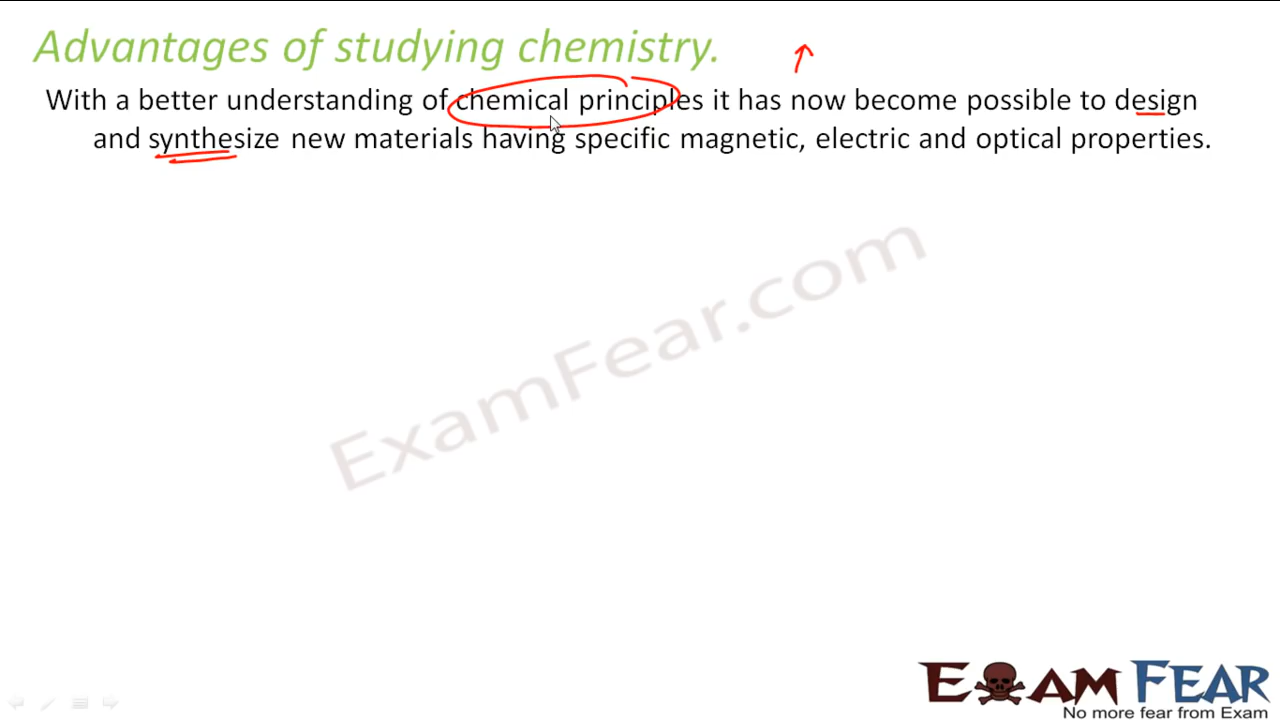 Advantages of studying chemistry.
With a better understanding of chemical principles it has now become possible to design
and synthesize new materials having specific magnetic, electric and optical properties.
ExamFear.com
EXAM FEAR
No more fear from Exam